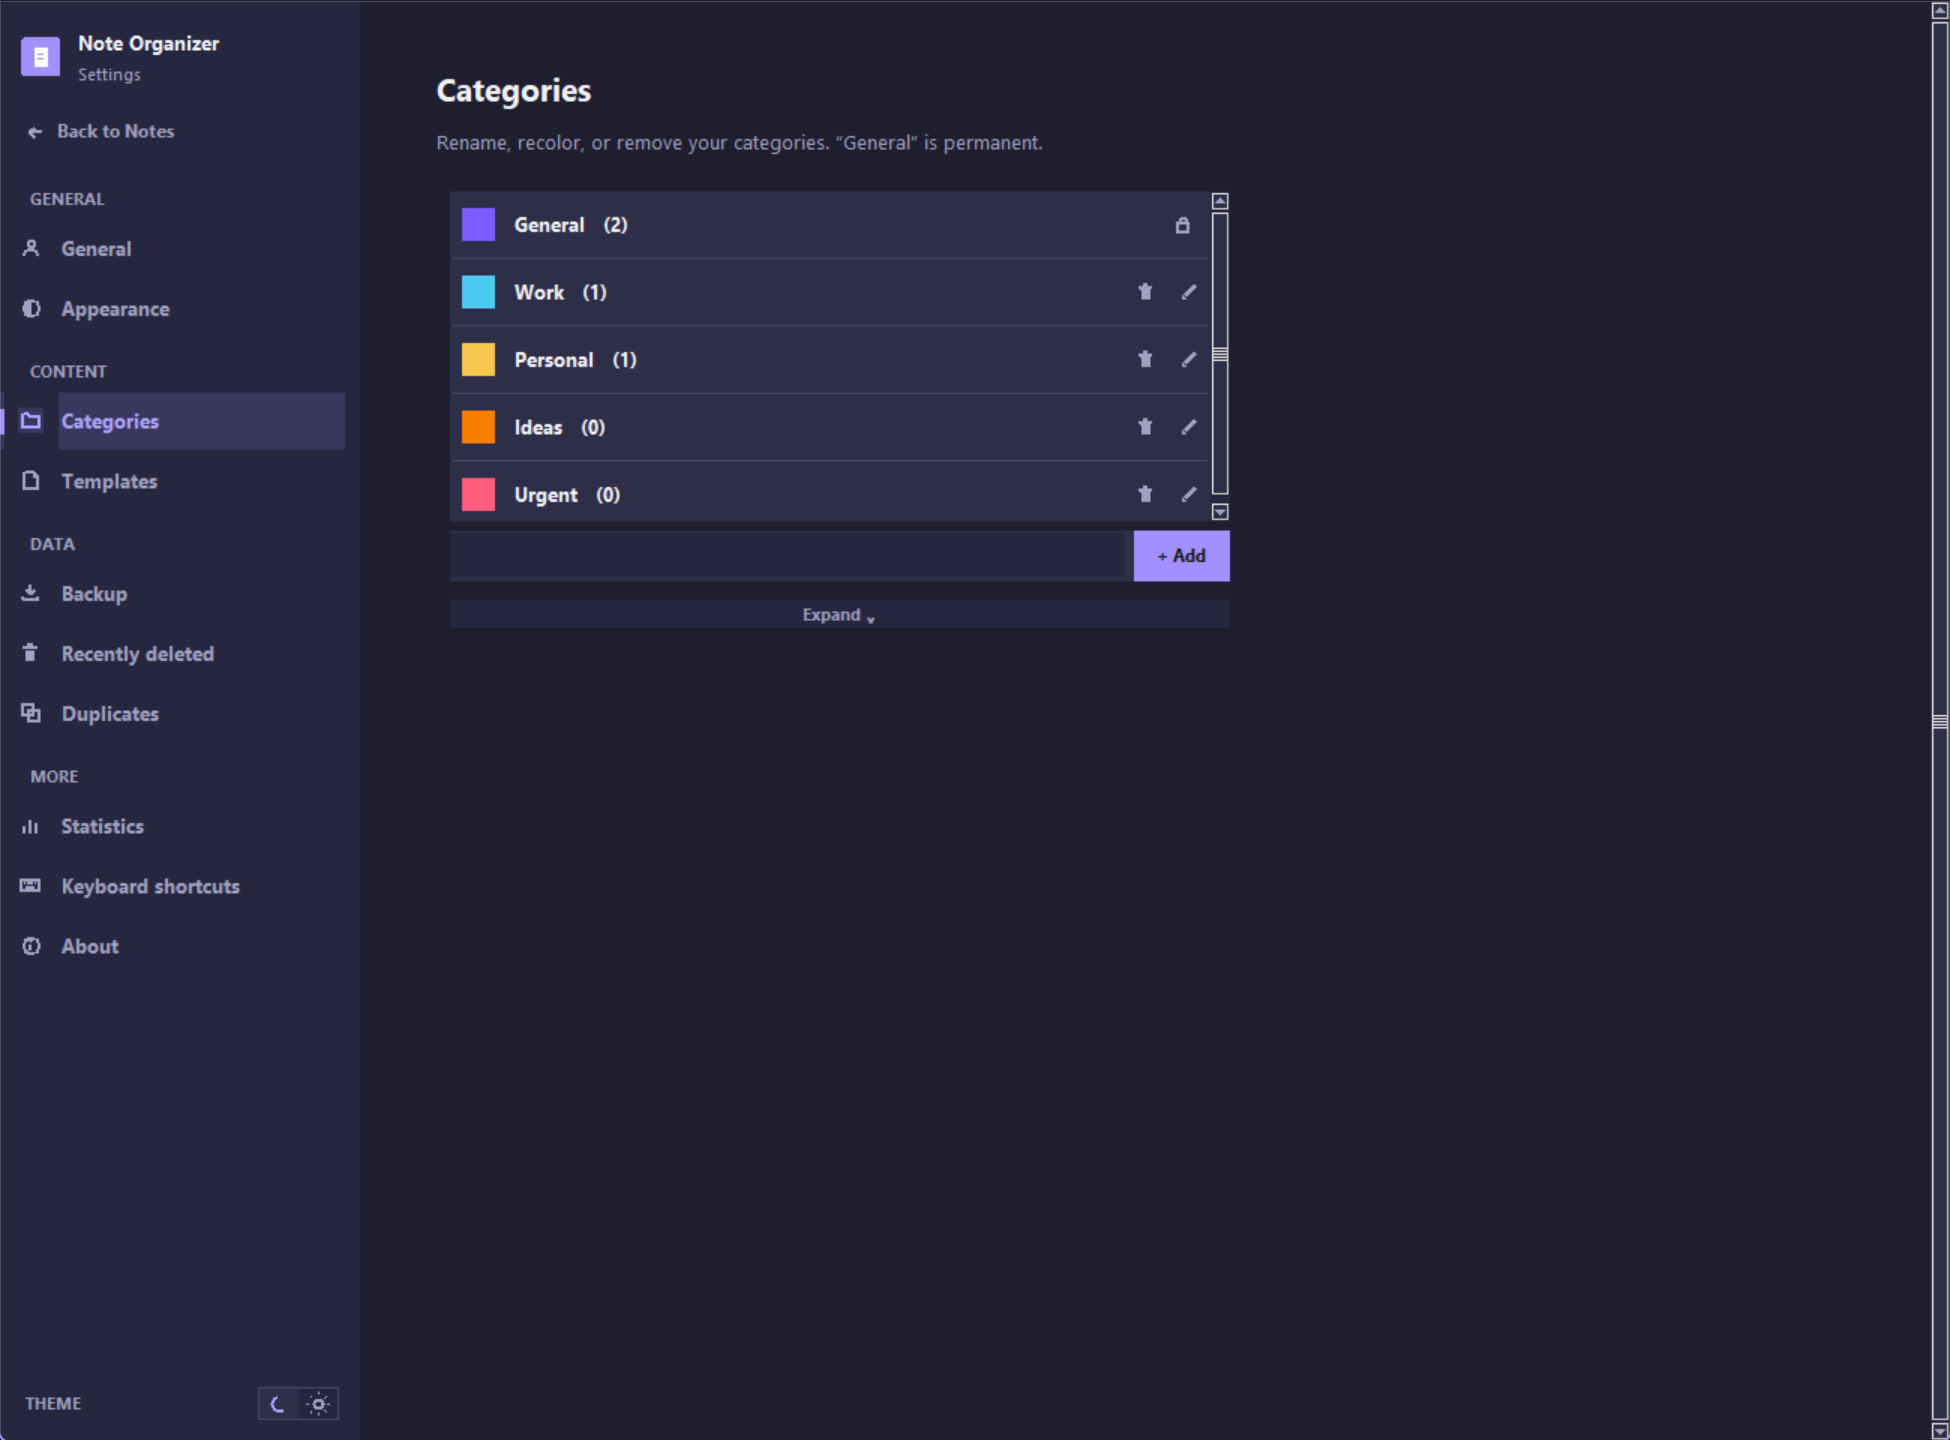 Note Organizer
Settings
Back to Notes
GENERAL
General
Appearance
CONTENT
Categories
Templates
DATA
Backup
Recently deleted
Duplicates
MORE
Statistics
Keyboard shortcuts
About
THEME
Categories
Rename, recolor, or remove your categories. “General” is permanent.
General (2)
Work (1)
Personal (1)
Ideas (0)
Urgent (0)
+ Add
Expand